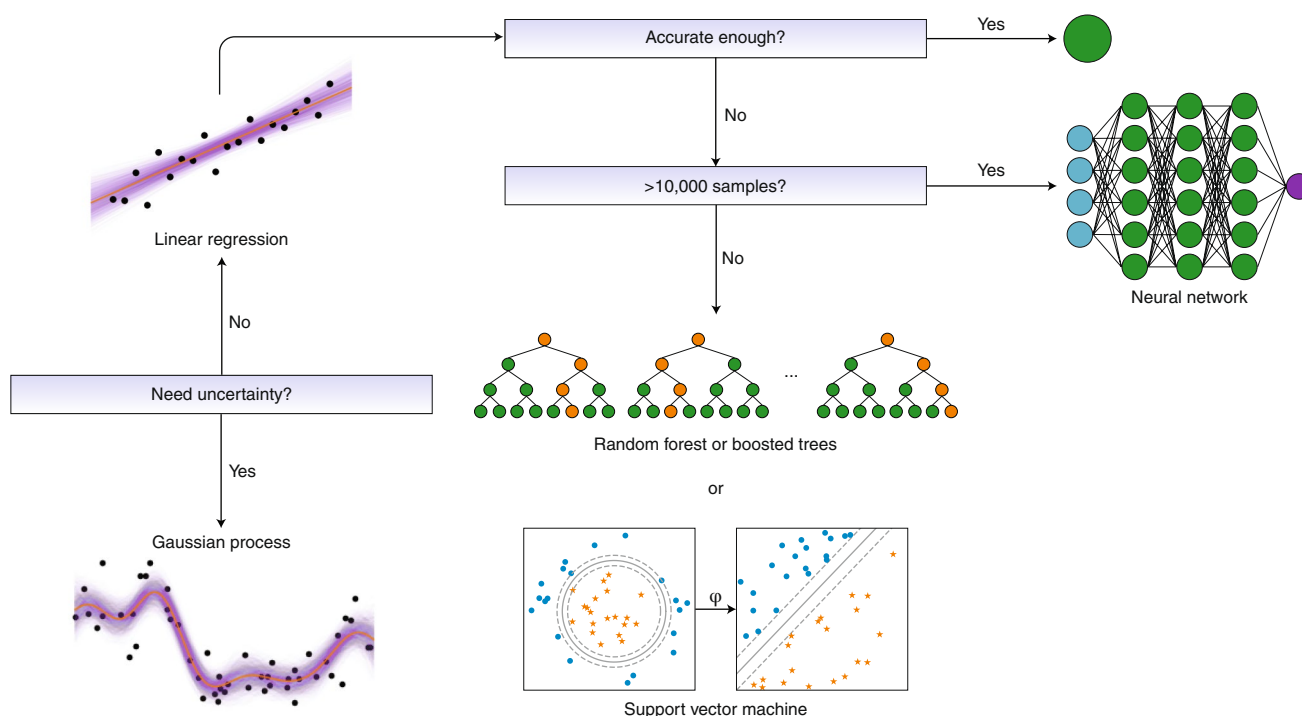 Accurate enough?
Yes
No
>10,000 samples?
Yes
Linear regression
No
Neural network
No
Need uncertainty?
...
Random forest or boosted trees
Yes
or
Gaussian process
φ
Support vector machine